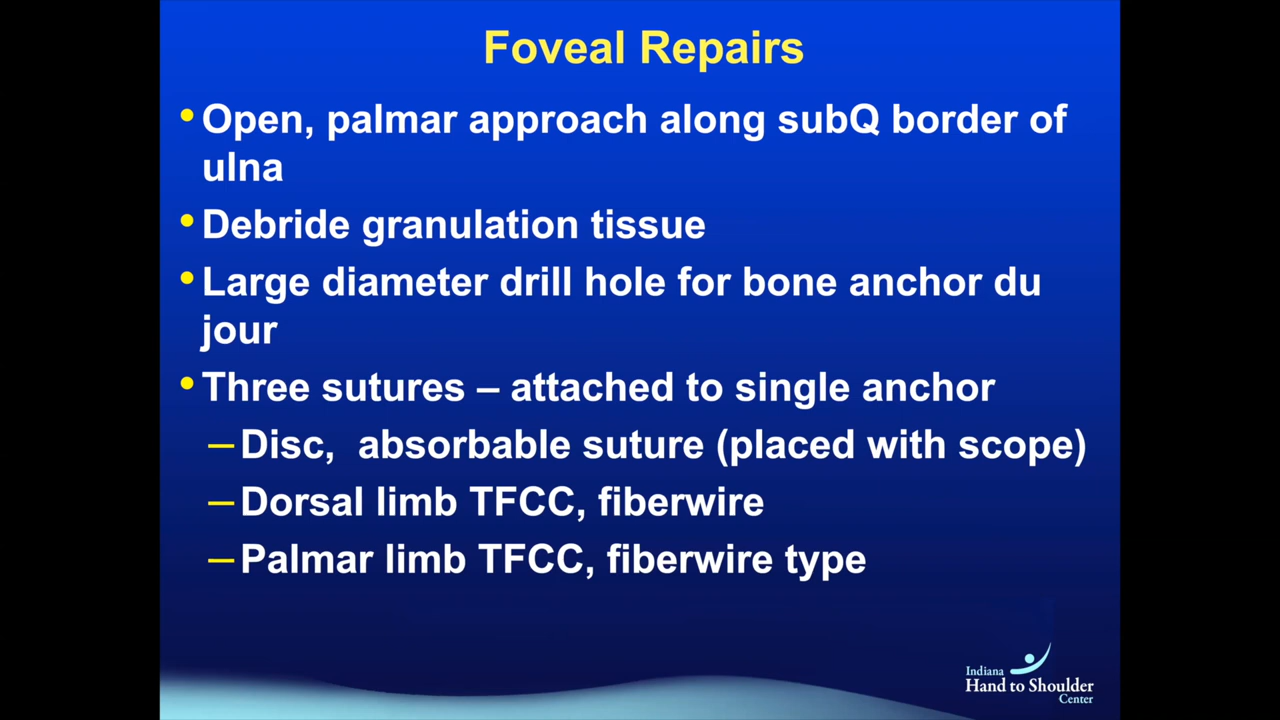 Foveal Repairs
• Open, palmar approach along subQ border of
ulna
• Debride granulation tissue
• Large diameter drill hole for bone anchor du
jour
• Three sutures – attached to single anchor
– Disc,  absorbable suture (placed with scope)
– Dorsal limb TFCC, fiberwire
– Palmar limb TFCC, fiberwire type
Indiana
Hand to Shoulder
Center